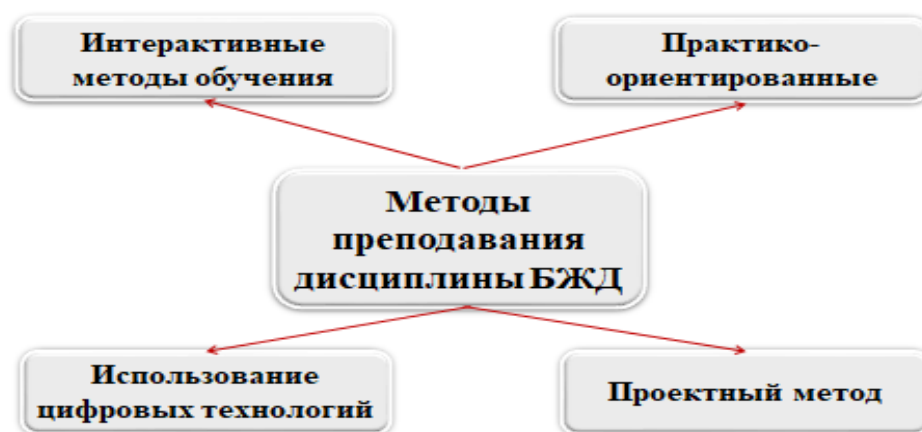 Интерактивные
методы обучения
Практико-
ориентированные
Методы
преподавания
дисциплины БЖД
Использование
цифровых технологий
Проектный метод